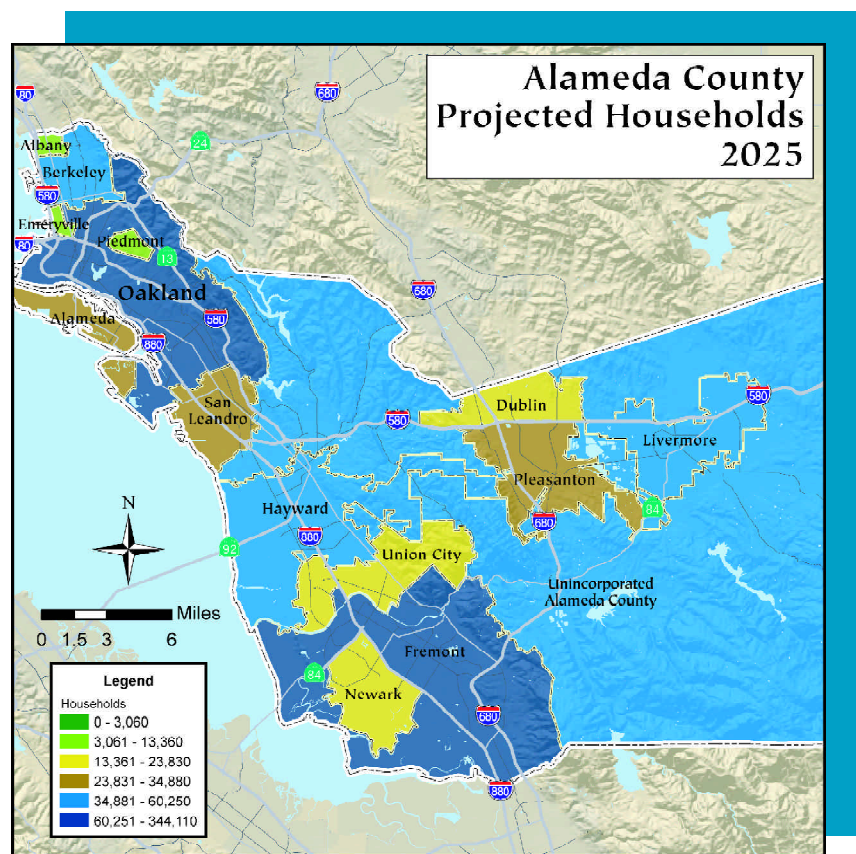 Alameda County
Projected Households
2025
80
680
24
Albany
Berkeley
580
Emeryville
80
Piedmont
13
Oakland
580
680
Alameda
880
580
San
Leandro
580
Dublin
Livermore
Pleasanton
84
Hayward
680
880
92
Union City
N
Unincorporated
Alameda County
Miles
0 1.5 3 6
Fremont
84
Newark
680
880
Legend
Households
0 - 3,060
3,061 - 13,360
13,361 - 23,830
23,831 - 34,880
34,881 - 60,250
60,251 - 344,110